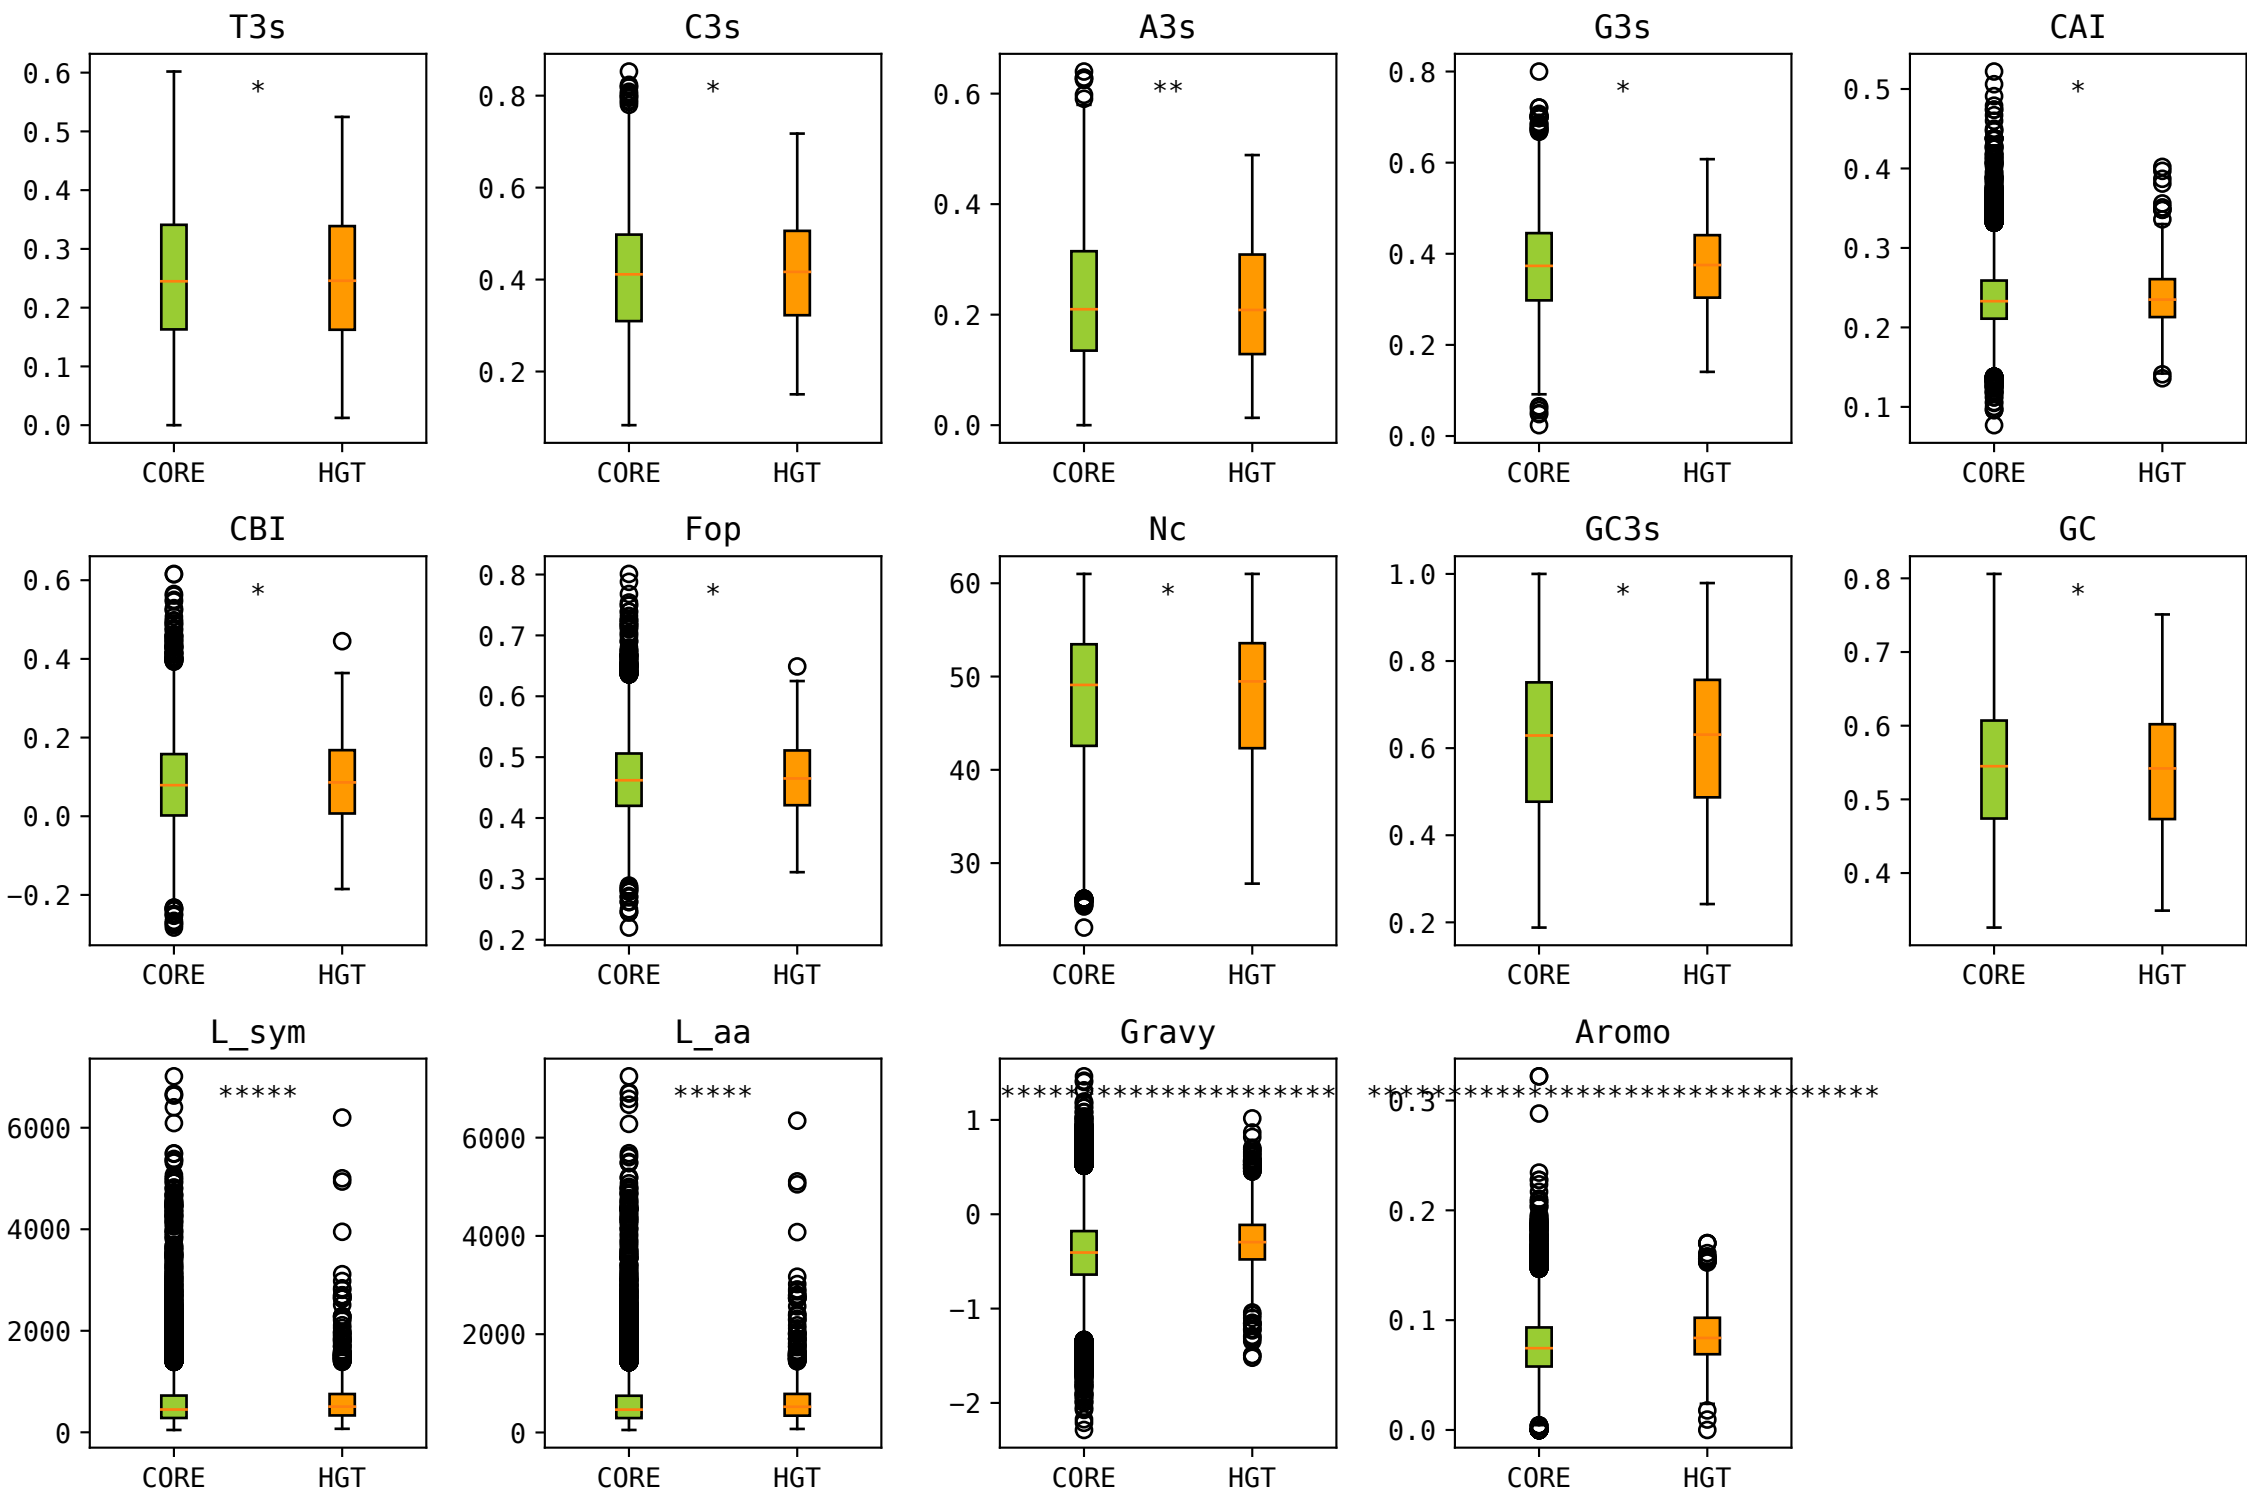 T3s
0.6
0.5
0.4
0.3
0.2
0.1
0.0
*
CORE HGT
C3s
0.8
0.6
0.4
0.2
*
CORE HGT
A3s
0.6
0.4
0.2
0.0
**
CORE HGT
G3s
0.8
0.6
0.4
0.2
0.0
*
CORE HGT
CAI
0.5
0.4
0.3
0.2
0.1
*
CORE HGT
CBI
0.6
0.4
0.2
0.0
−0.2
*
CORE HGT
Fop
0.8
0.7
0.6
0.5
0.4
0.3
0.2
*
CORE HGT
Nc
60
50
40
30
*
CORE HGT
GC3s
1.0
0.8
0.6
0.4
0.2
*
CORE HGT
GC
0.8
0.7
0.6
0.5
0.4
*
CORE HGT
L_sym
6000
4000
2000
0
*****
CORE HGT
L_aa
6000
4000
2000
0
*****
CORE HGT
Gravy
1
0
−1
−2
*********************
CORE HGT
Aromo
0.3
0.2
0.1
0.0
********************************
CORE HGT